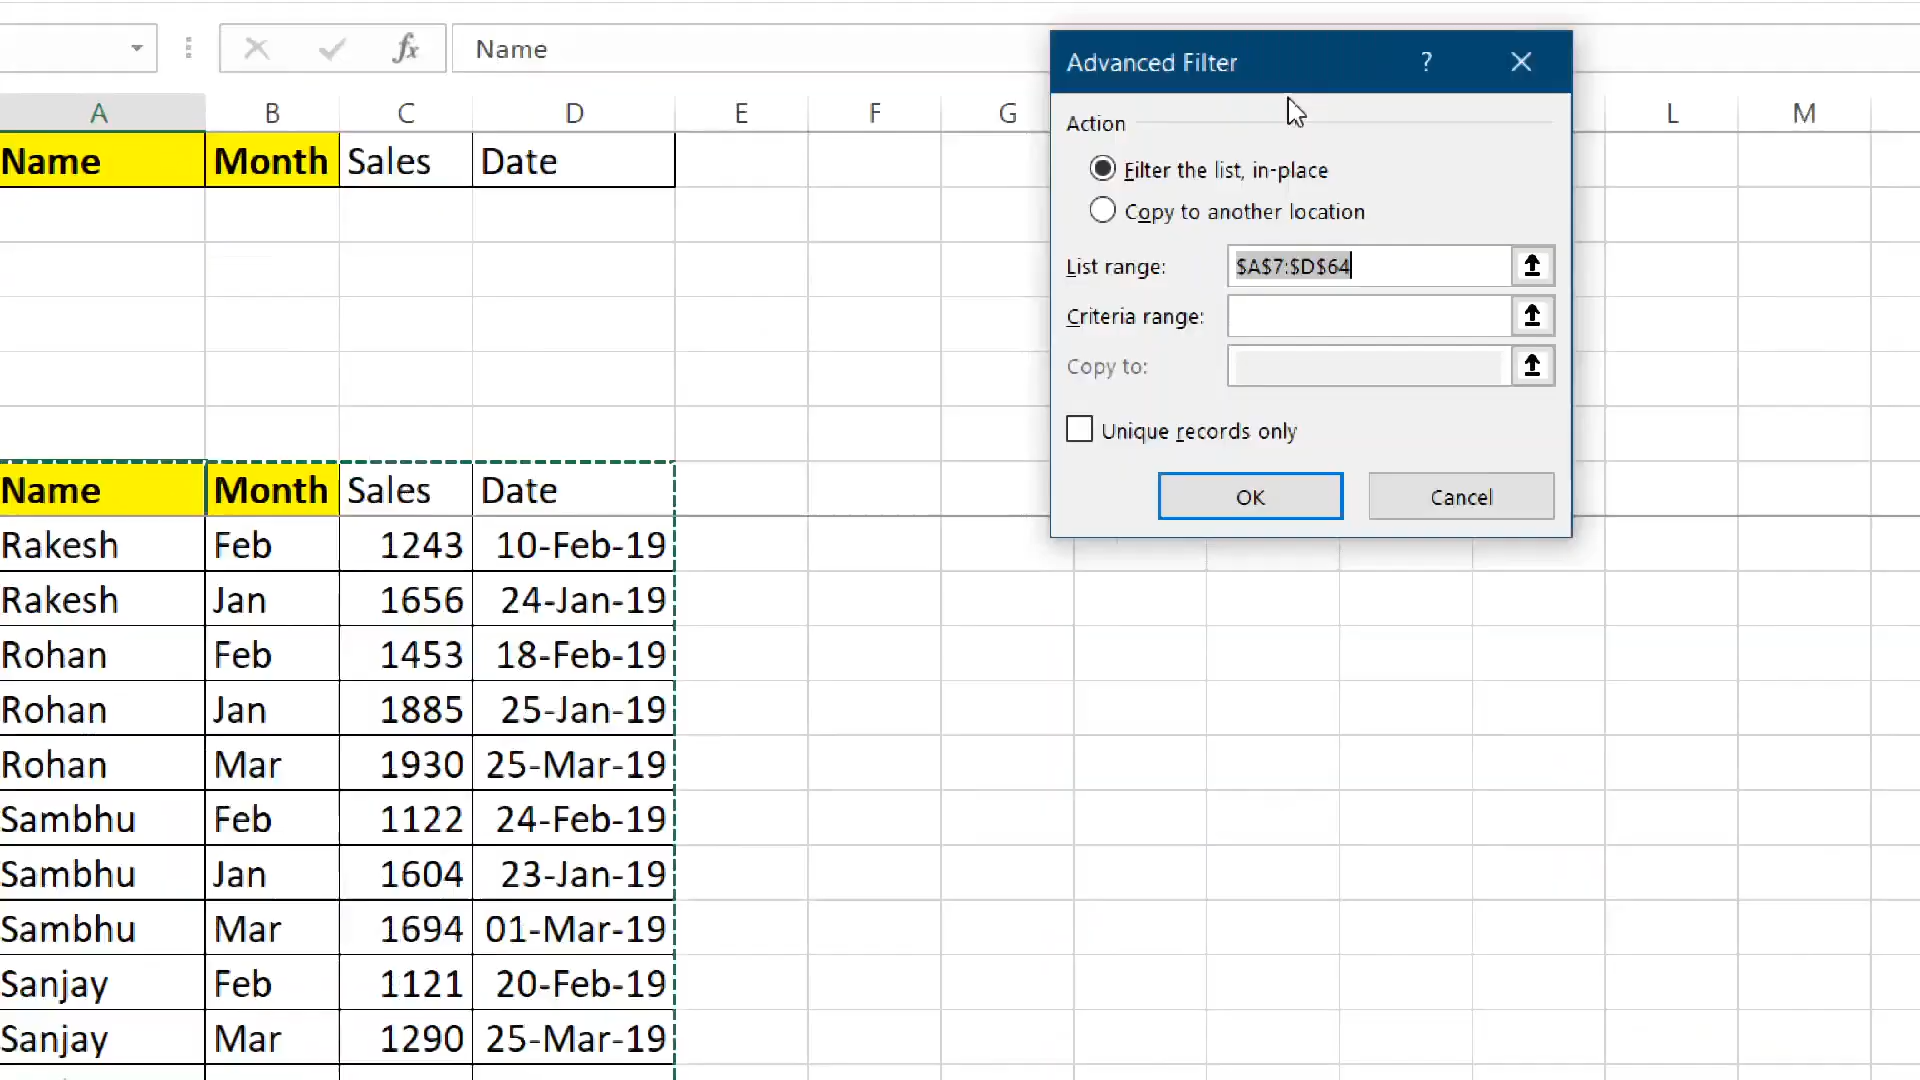 fx Name
Advanced Filter ? 
A B C D E F G L M
Action
Name Month Sales Date
Filter the list, in-place
Copy to another location
List range: $A$7:$D$64
Criteria range:
Copy to:
Unique records only
OK Cancel
Name Month Sales Date
Rakesh Feb 1243 10-Feb-19
Rakesh Jan 1656 24-Jan-19
Rohan Feb 1453 18-Feb-19
Rohan Jan 1885 25-Jan-19
Rohan Mar 1930 25-Mar-19
Sambhu Feb 1122 24-Feb-19
Sambhu Jan 1604 23-Jan-19
Sambhu Mar 1694 01-Mar-19
Sanjay Feb 1121 20-Feb-19
Sanjay Mar 1290 25-Mar-19